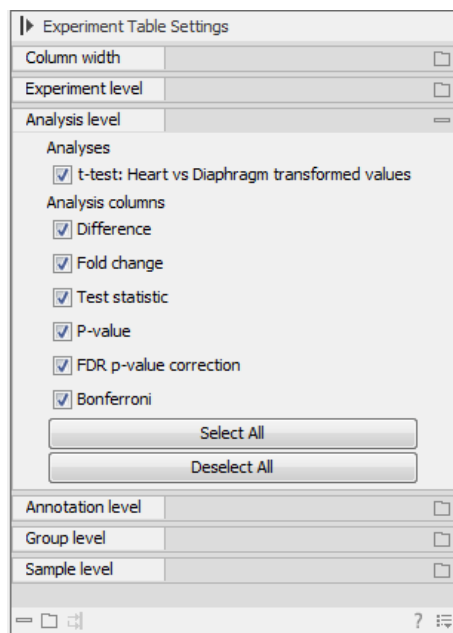 Experiment Table Settings
Column width
Experiment level
Analysis level
Analyses
t-test: Heart vs Diaphragm transformed values
Analysis columns
Difference
Fold change
Test statistic
P-value
FDR p-value correction
Bonferroni
Select All
Deselect All
Annotation level
Group level
Sample level
?